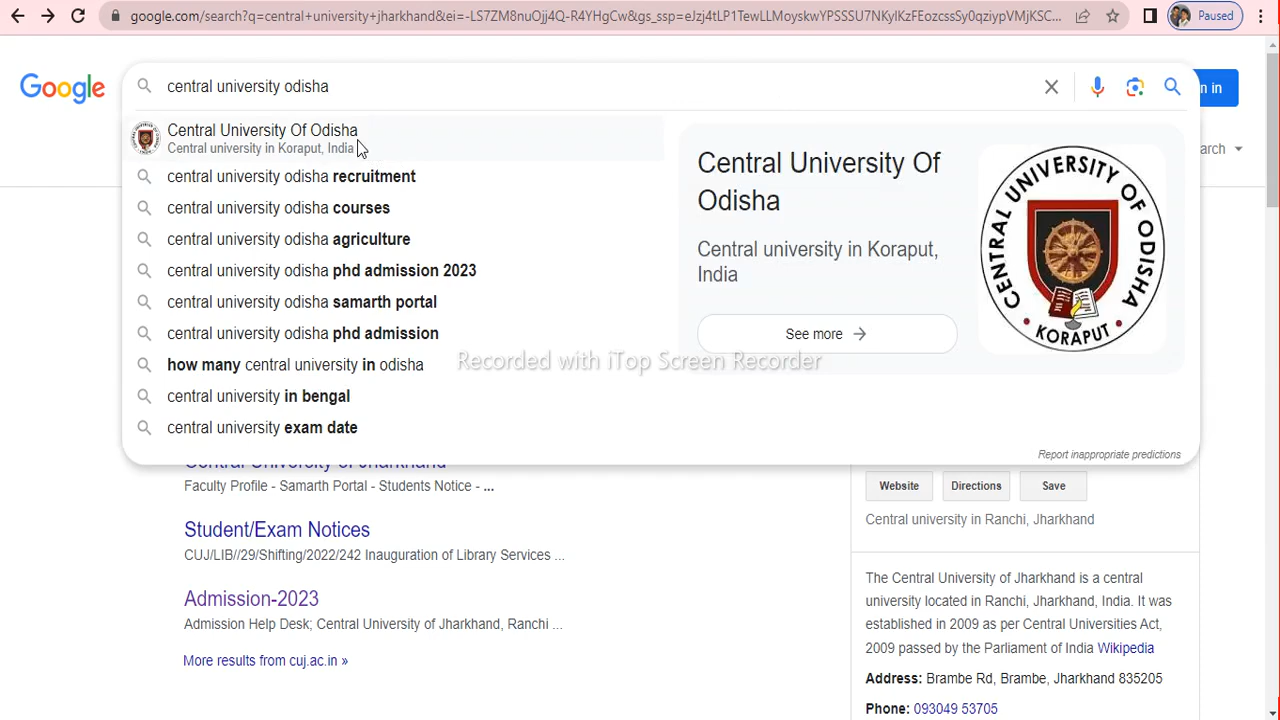 google.com/search?q=central+university+jharkhand&ei=-LS7ZM8nuOjj4Q-R4YHgCw&gs_ssp=eJzj4tLP1TewLLMoyskwYPSSSU7NKylKzFEozcssSy0qziypVMjKSC...
Paused
Google
central university odisha
n in
Central University Of Odisha
Central university in Koraput, India
arch
central university odisha recruitment
central university odisha courses
central university odisha agriculture
central university odisha phd admission 2023
central university odisha samarth portal
central university odisha phd admission
how many central university in odisha
central university in bengal
central university exam date
Central University Of
Odisha
Central university in Koraput,
India
See more
CENTRAL UNIVERSITY OF ODISHA
KORAPUT
Recorded with iTop Screen Recorder
Report inappropriate predictions
Central University of Jharkhand
Faculty Profile - Samarth Portal - Students Notice - ...
Student/Exam Notices
CUJ/LIB//29/Shifting/2022/242 Inauguration of Library Services ...
Admission-2023
Admission Help Desk; Central University of Jharkhand, Ranchi ...
More results from cuj.ac.in »
Website
Directions
Save
Central university in Ranchi, Jharkhand
The Central University of Jharkhand is a central
university located in Ranchi, Jharkhand, India. It was
established in 2009 as per Central Universities Act,
2009 passed by the Parliament of India Wikipedia
Address: Brambe Rd, Brambe, Jharkhand 835205
Phone: 093049 53705